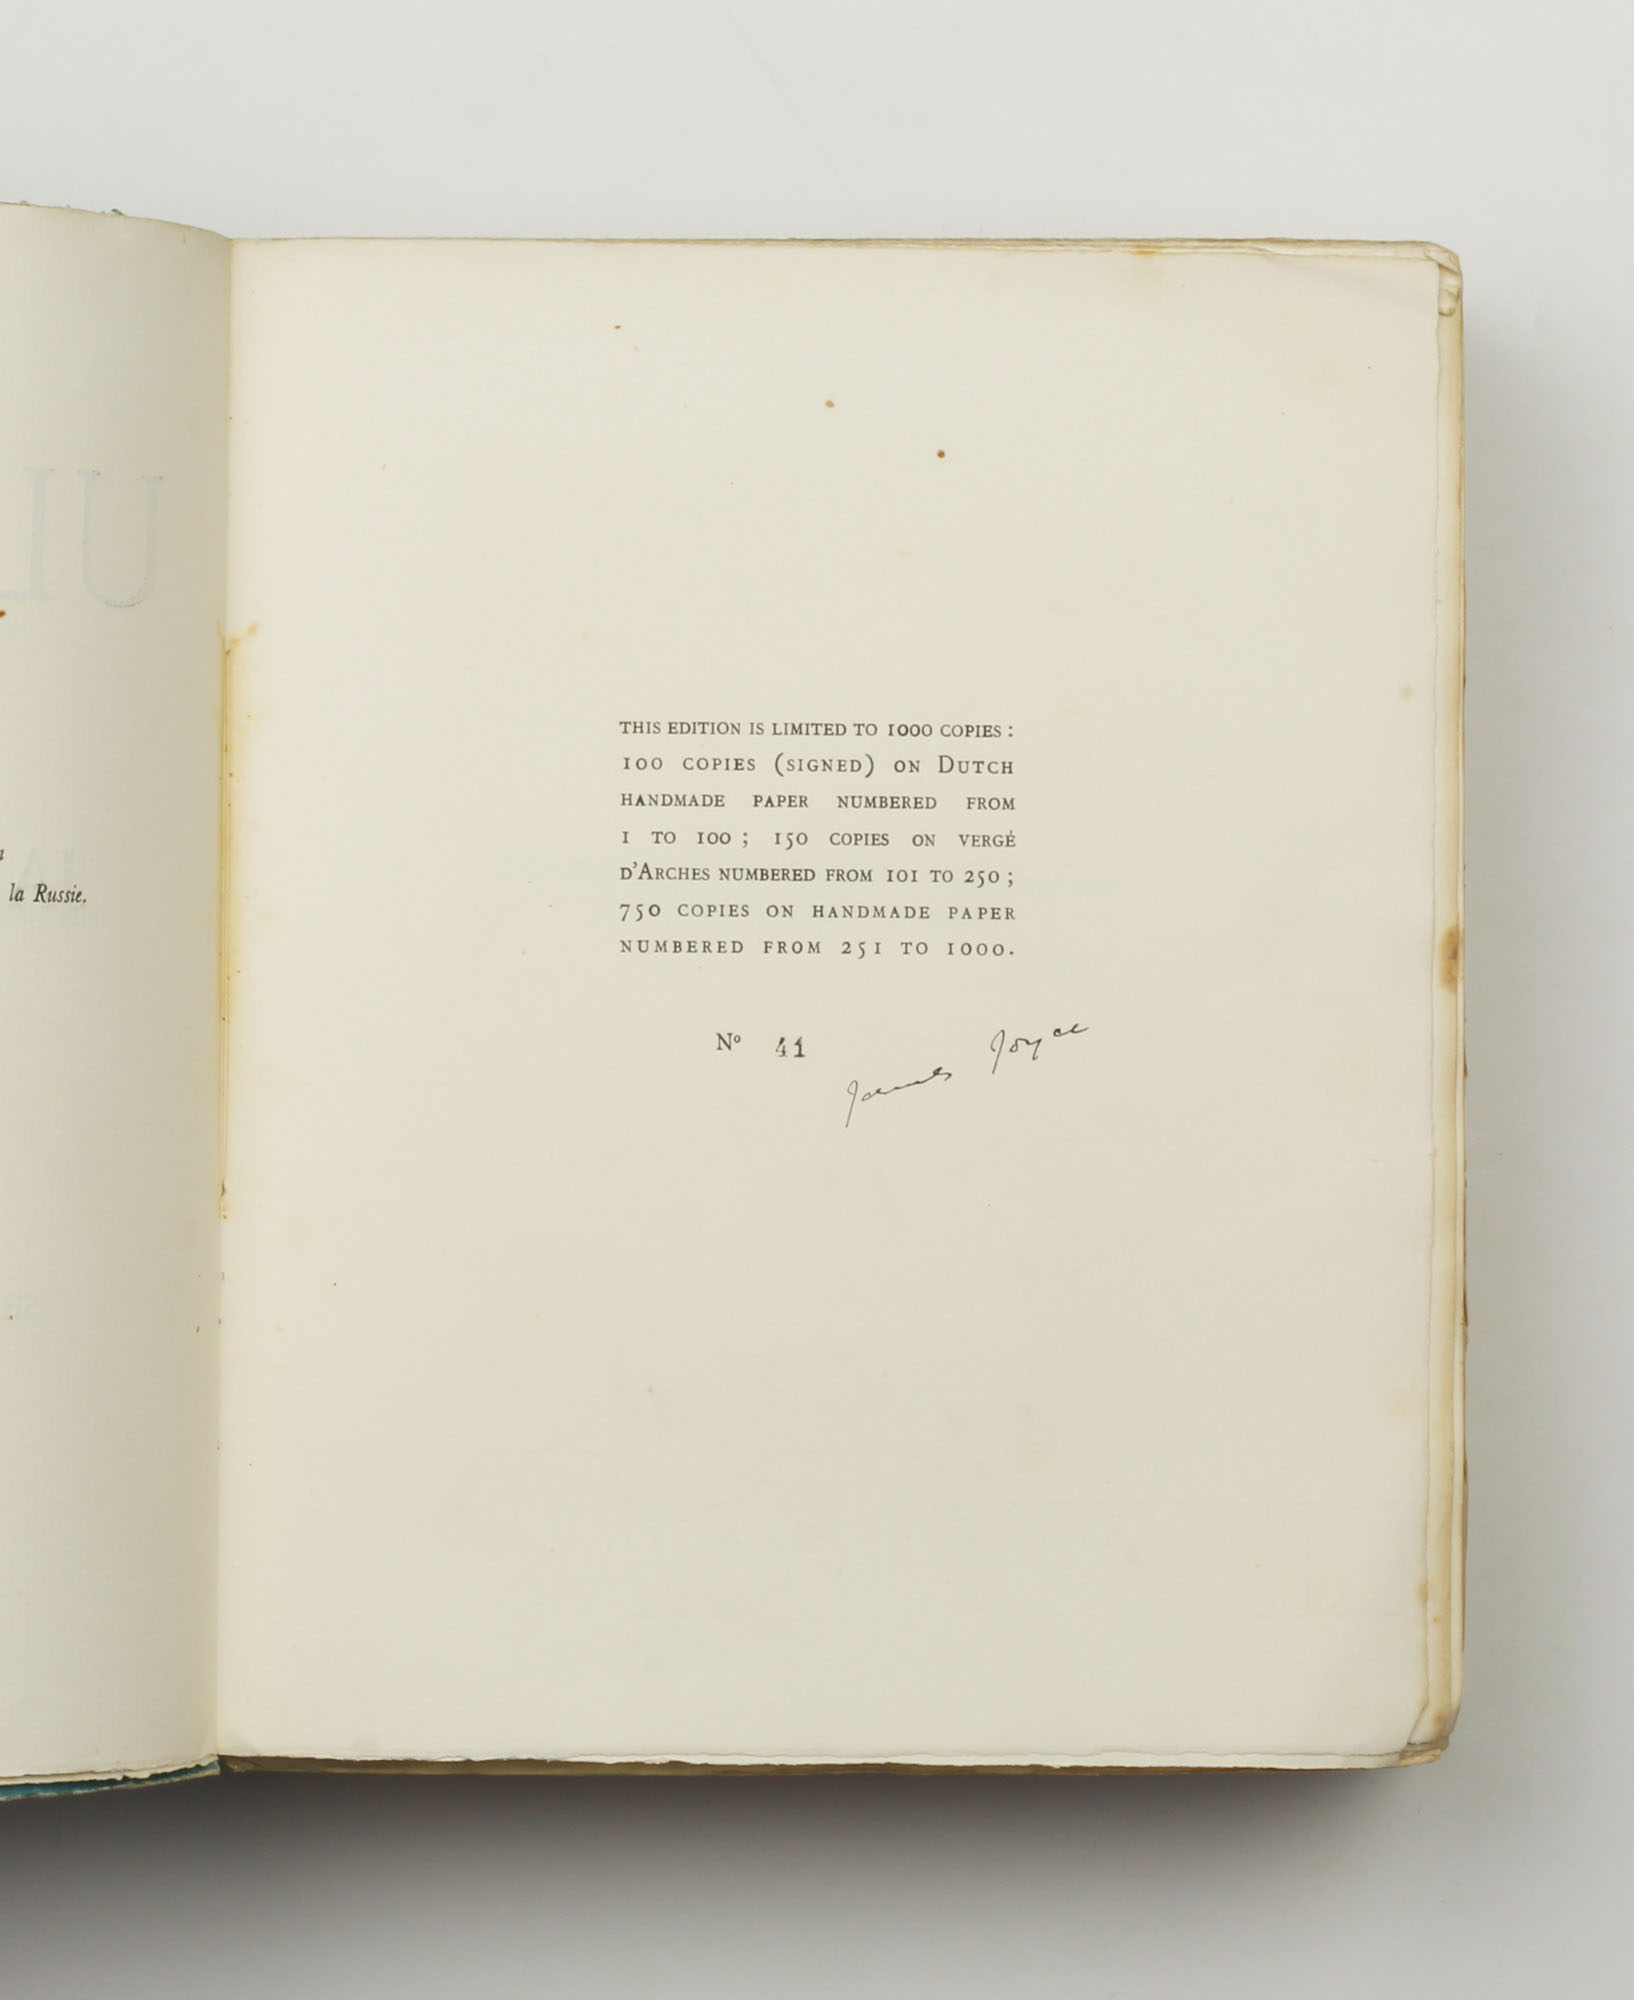 la Russie.
THIS EDITION IS LIMITED TO 1000 COPIES :
100 COPIES (SIGNED) ON DUTCH
HANDMADE PAPER NUMBERED FROM
1 TO 100 ; 150 COPIES ON VERGÉ
D'ARCHES NUMBERED FROM 101 TO 250 ;
750 COPIES ON HANDMADE PAPER
NUMBERED FROM 251 TO 1000.
Nº 41
James Joyce